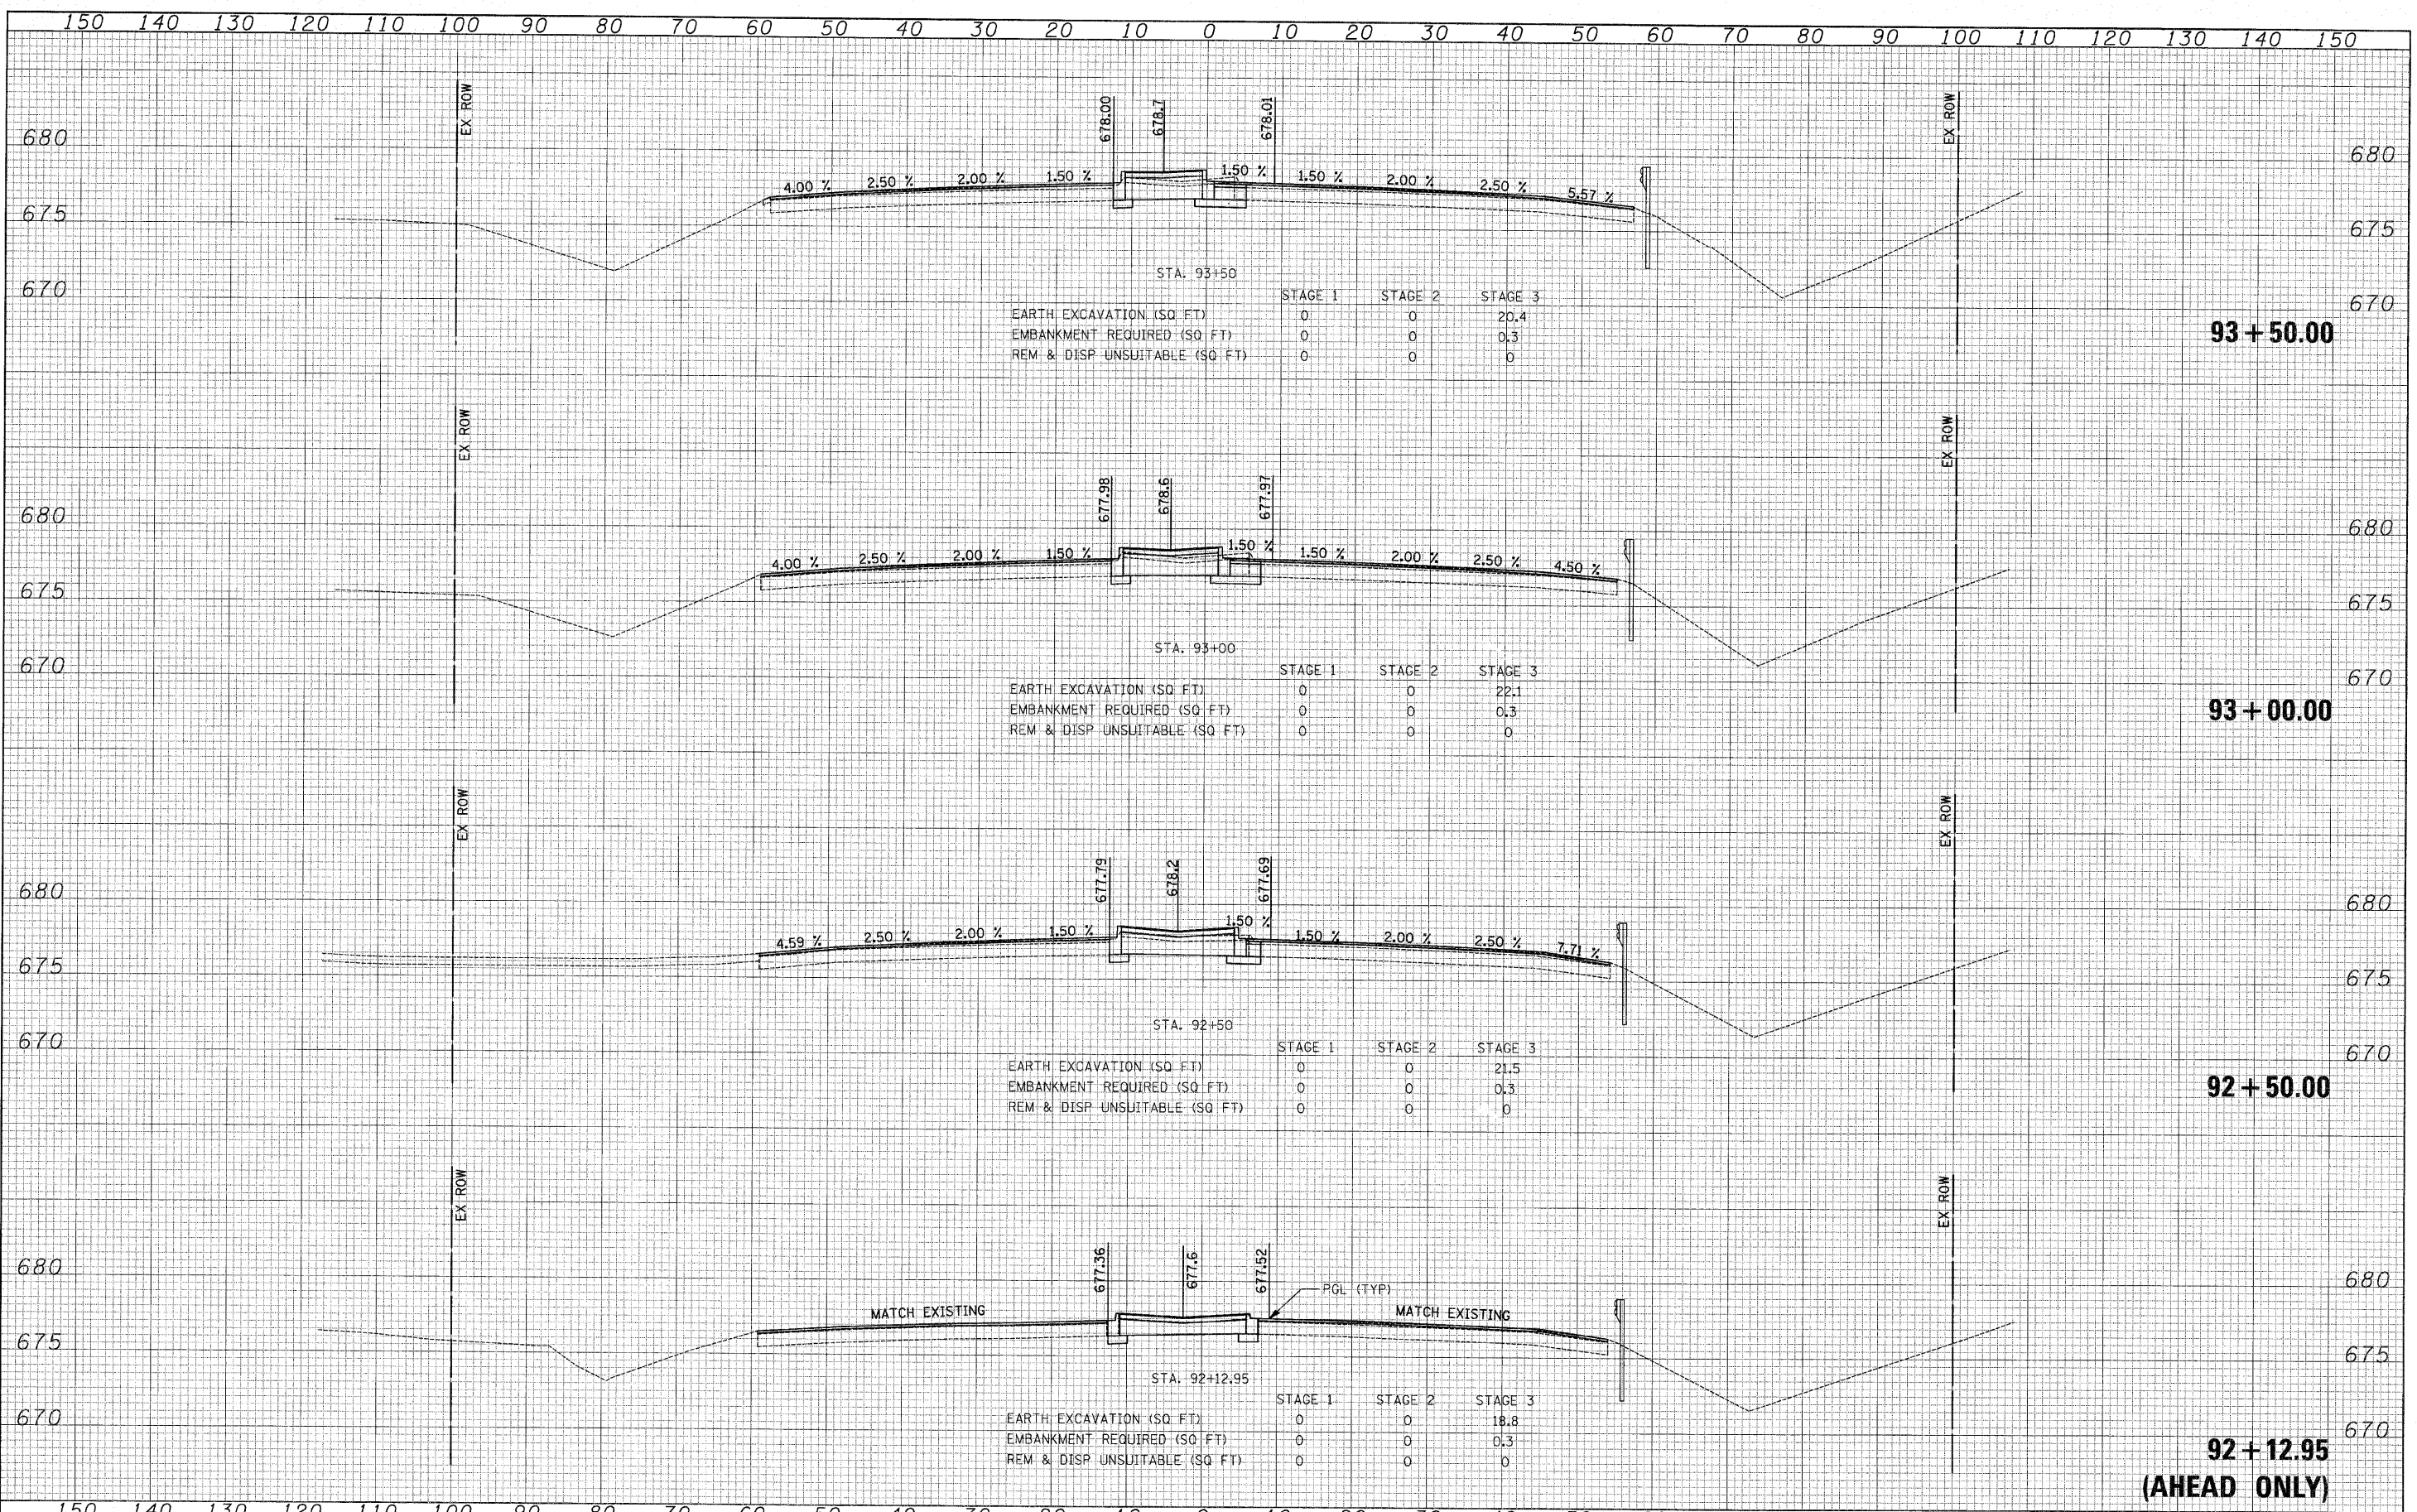 150 140 130 120 110 100 90 80 70 60 50 40 30 20 10 0 10 20 30 40 50 60 70 80 90 100 110 120 130 140 150
EX ROW
678.00
678.7
678.01
EX ROW
680
680
4.00 % 2.50 % 2.00 % 1.50 % 1.50 % 1.50 % 2.00 % 2.50 % 5.57 %
675
675
STA. 93+50
670
670
STAGE 1 STAGE 2 STAGE 3
EARTH EXCAVATION (SQ FT) 0 0 20.4
EMBANKMENT REQUIRED (SQ FT) 0 0 0.3
REM & DISP UNSUITABLE (SQ FT) 0 0 0
93 + 50.00
EX ROW
677.98
678.6
677.97
EX ROW
680
680
4.00 % 2.50 % 2.00 % 1.50 % 1.50 % 1.50 % 2.00 % 2.50 % 4.50 %
675
675
STA. 93+00
670
670
STAGE 1 STAGE 2 STAGE 3
EARTH EXCAVATION (SQ FT) 0 0 22.1
EMBANKMENT REQUIRED (SQ FT) 0 0 0.3
REM & DISP UNSUITABLE (SQ FT) 0 0 0
93 + 00.00
EX ROW
677.79
678.2
677.69
EX ROW
680
680
4.59 % 2.50 % 2.00 % 1.50 % 1.50 % 1.50 % 2.00 % 2.50 % 7.71 %
675
675
STA. 92+50
670
670
STAGE 1 STAGE 2 STAGE 3
EARTH EXCAVATION (SQ FT) 0 0 21.5
EMBANKMENT REQUIRED (SQ FT) 0 0 0.3
REM & DISP UNSUITABLE (SQ FT) 0 0 0
92 + 50.00
EX ROW
677.36
677.6
677.52
EX ROW
680
680
PGL (TYP)
MATCH EXISTING MATCH EXISTING
675
675
STA. 92+12.95
670
670
STAGE 1 STAGE 2 STAGE 3
EARTH EXCAVATION (SQ FT) 0 0 18.8
EMBANKMENT REQUIRED (SQ FT) 0 0 0.3
REM & DISP UNSUITABLE (SQ FT) 0 0 0
92 + 12.95
(AHEAD ONLY)
150 140 130 120 110 100 90 80 70 60